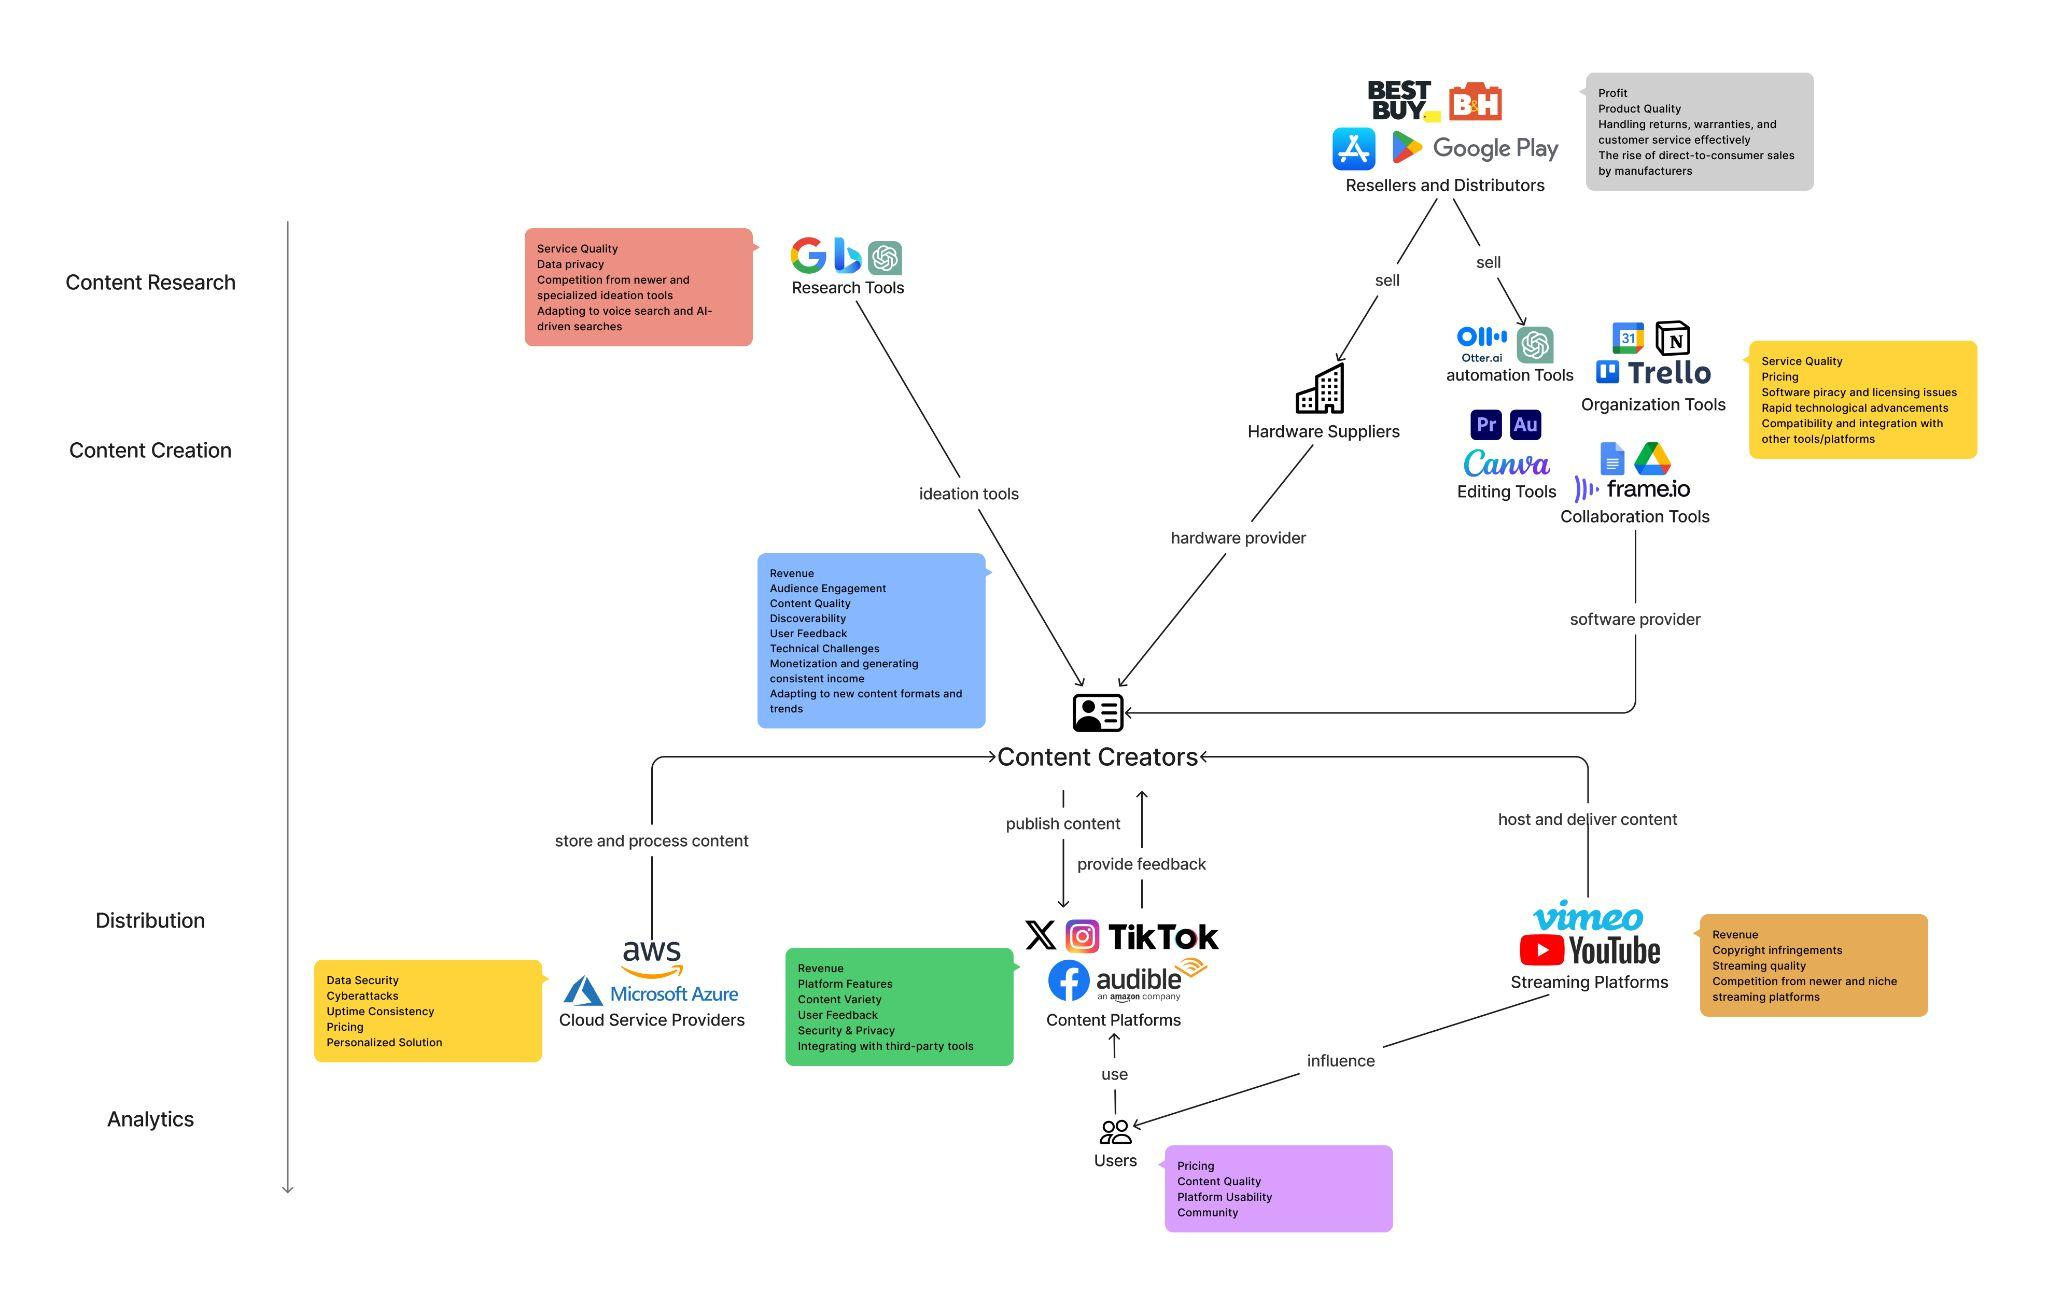 BEST
BUY
B&H
Google Play
Resellers and Distributors
Profit
Product Quality
Handling returns, warranties, and
customer service effectively
The rise of direct-to-consumer sales
by manufacturers
Content Research
Service Quality
Data privacy
Competition from newer and
specialized ideation tools
Adapting to voice search and AI-
driven searches
Research Tools
sell
sell
Otter.ai
automation Tools
31
N
Trello
Organization Tools
Service Quality
Pricing
Software piracy and licensing issues
Rapid technological advancements
Compatibility and integration with
other tools/platforms
Hardware Suppliers
Content Creation
Pr
Au
Canva
Editing Tools
frame.io
Collaboration Tools
ideation tools
hardware provider
software provider
Revenue
Audience Engagement
Content Quality
Discoverability
User Feedback
Technical Challenges
Monetization and generating
consistent income
Adapting to new content formats and
trends
Content Creators
store and process content
publish content
provide feedback
host and deliver content
Distribution
aws
Microsoft Azure
Cloud Service Providers
Data Security
Cyberattacks
Uptime Consistency
Pricing
Personalized Solution
Revenue
Platform Features
Content Variety
User Feedback
Security & Privacy
Integrating with third-party tools
X
TikTok
audible
an amazon company
Content Platforms
vimeo
YouTube
Streaming Platforms
Revenue
Copyright infringements
Streaming quality
Competition from newer and niche
streaming platforms
influence
use
Analytics
Users
Pricing
Content Quality
Platform Usability
Community